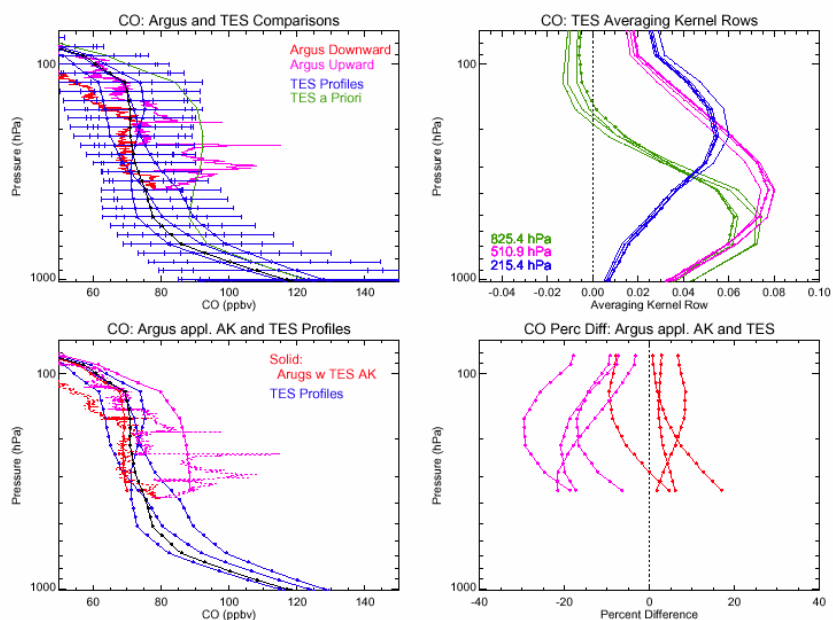 CO: Argus and TES Comparisons
Argus Downward
Argus Upward
TES Profiles
TES a Priori
100
1000
Pressure (hPa)
60 80 100 120 140
CO (ppbv)
CO: TES Averaging Kernel Rows
825.4 hPa
510.9 hPa
215.4 hPa
100
1000
Pressure (hPa)
-0.04 -0.02 0.00 0.02 0.04 0.06 0.08 0.10
Averaging Kernel Row
CO: Argus appl. AK and TES Profiles
Solid:
Arugs w TES AK
TES Profiles
100
1000
Pressure (hPa)
60 80 100 120 140
CO (ppbv)
CO Perc Diff: Argus appl. AK and TES
100
1000
Pressure (hPa)
-40 -20 0 20 40
Percent Difference